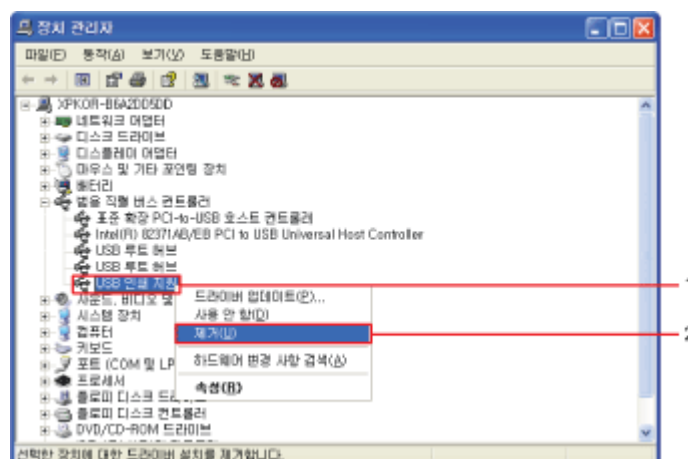 장치 관리자
파일(F) 동작(A) 보기(V) 도움말(H)
XPKOR-B6A2DD5DD
네트워크 어댑터
디스크 드라이브
디스플레이 어댑터
마우스 및 기타 포인팅 장치
배터리
범용 직렬 버스 컨트롤러
표준 확장 PCI-to-USB 호스트 컨트롤러
Intel(R) 82371AB/EB PCI to USB Universal Host Controller
USB 루트 허브
USB 루트 허브
USB 인쇄 지원
1
드라이버 업데이트(P)...
사운드, 비디오 및
사용 안 함(D)
시스템 장치
제거(U)
2
컴퓨터
키보드
하드웨어 변경 사항 검색(A)
포트 (COM 및 LP
프로세서
속성(R)
플로피 디스크 드라
플로피 디스크 컨트롤러
DVD/CD-ROM 드라이브
선택한 장치에 대한 드라이버 설치를 제거합니다.